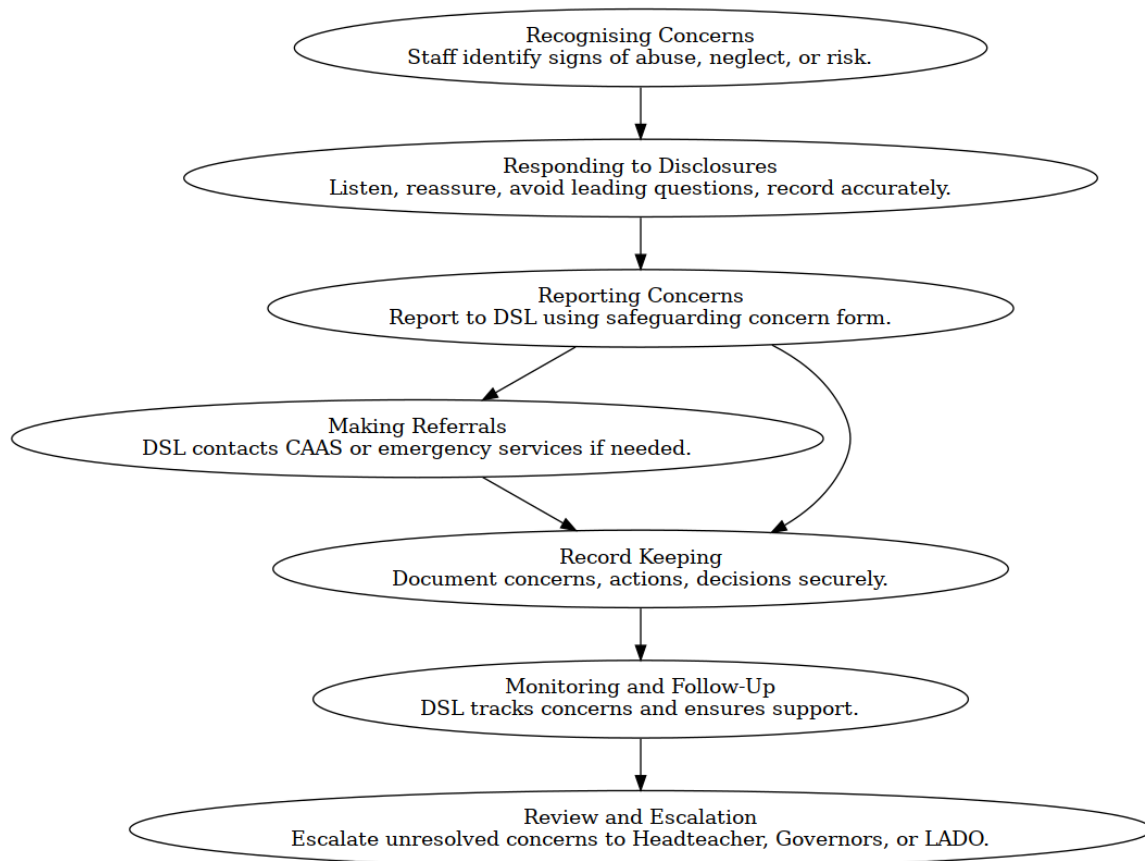 Recognising Concerns
Staff identify signs of abuse, neglect, or risk.
Responding to Disclosures
Listen, reassure, avoid leading questions, record accurately.
Reporting Concerns
Report to DSL using safeguarding concern form.
Making Referrals
DSL contacts CAAS or emergency services if needed.
Record Keeping
Document concerns, actions, decisions securely.
Monitoring and Follow-Up
DSL tracks concerns and ensures support.
Review and Escalation
Escalate unresolved concerns to Headteacher, Governors, or LADO.